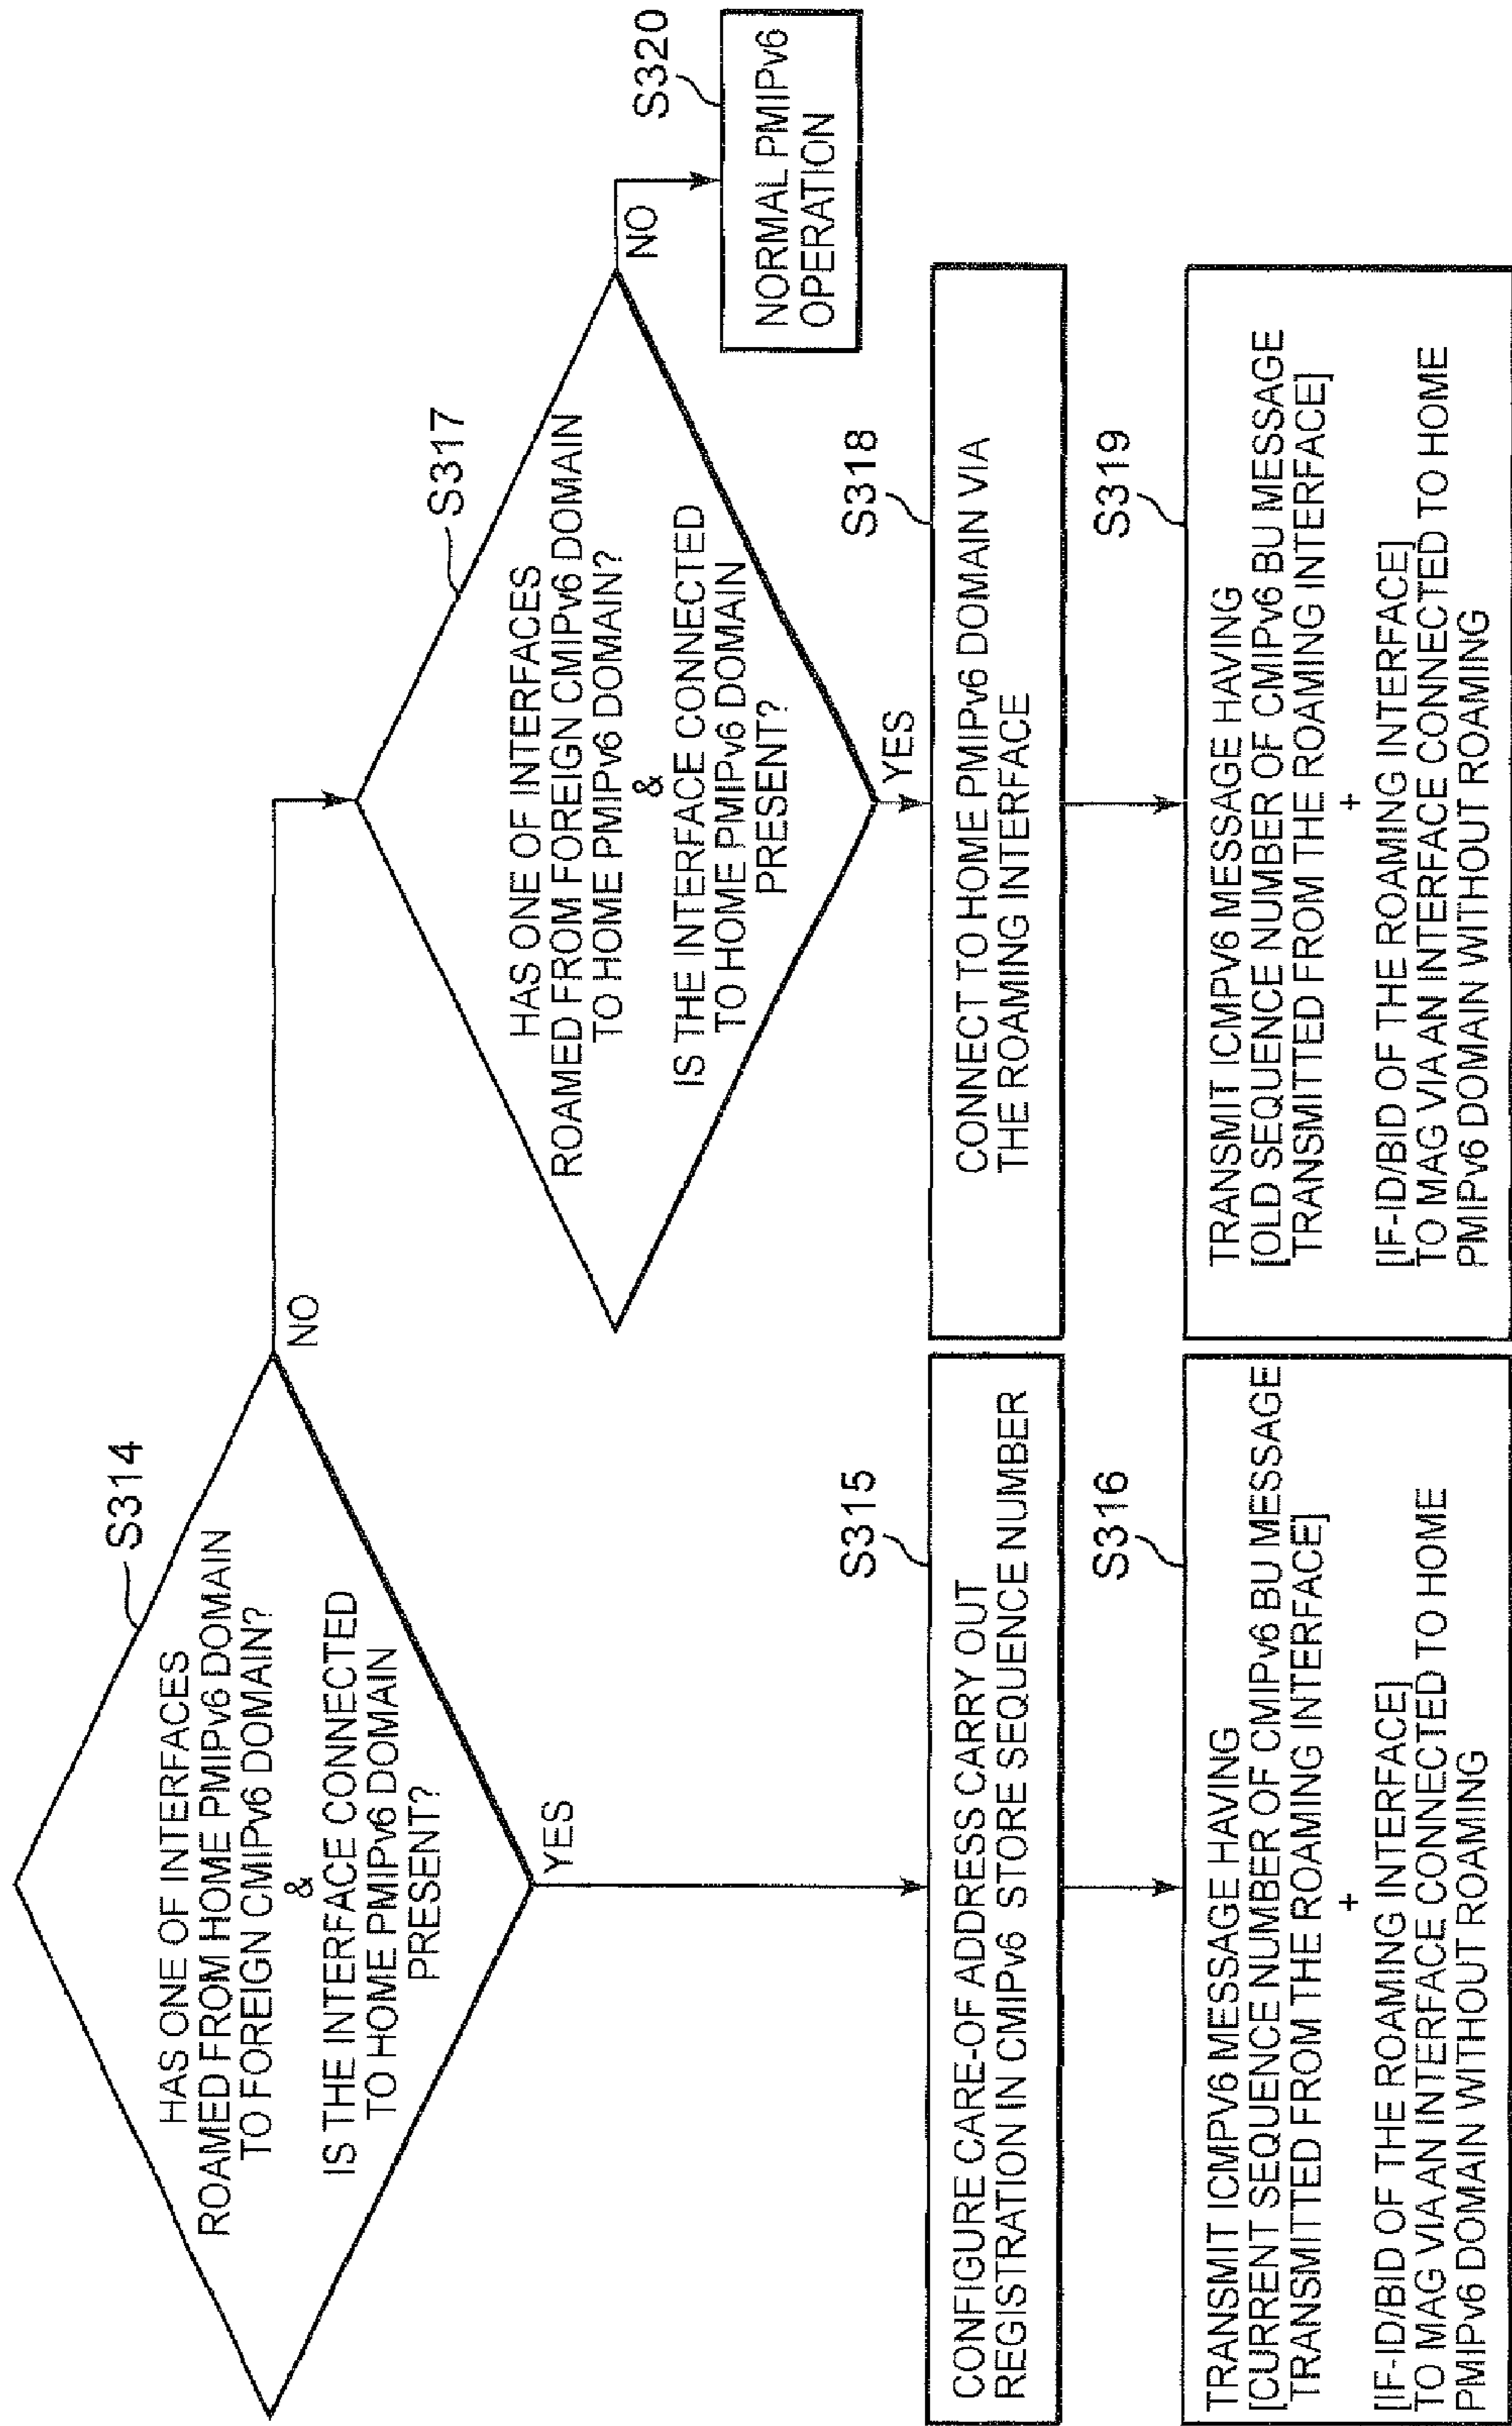 S314
HAS ONE OF INTERFACES
ROAMED FROM HOME PMIPv6 DOMAIN
TO FOREIGN CMIPv6 DOMAIN?
&
IS THE INTERFACE CONNECTED
TO HOME PMIPv6 DOMAIN
PRESENT?
NO
YES
S315
CONFIGURE CARE-OF ADDRESS CARRY OUT
REGISTRATION IN CMIPv6 STORE SEQUENCE NUMBER
S316
TRANSMIT ICMPV6 MESSAGE HAVING
[CURRENT SEQUENCE NUMBER OF CMIPv6 BU MESSAGE
TRANSMITTED FROM THE ROAMING INTERFACE]
+
[IF-ID/BID OF THE ROAMING INTERFACE]
TO MAG VIA AN INTERFACE CONNECTED TO HOME
PMIPv6 DOMAIN WITHOUT ROAMING
S317
HAS ONE OF INTERFACES
ROAMED FROM FOREIGN CMIPv6 DOMAIN
TO HOME PMIPv6 DOMAIN?
&
IS THE INTERFACE CONNECTED
TO HOME PMIPv6 DOMAIN
PRESENT?
NO
YES
S318
CONNECT TO HOME PMIPv6 DOMAIN VIA
THE ROAMING INTERFACE
S319
TRANSMIT ICMPV6 MESSAGE HAVING
[OLD SEQUENCE NUMBER OF CMIPv6 BU MESSAGE
TRANSMITTED FROM THE ROAMING INTERFACE]
+
[IF-ID/BID OF THE ROAMING INTERFACE]
TO MAG VIA AN INTERFACE CONNECTED TO HOME
PMIPv6 DOMAIN WITHOUT ROAMING
S320
NORMAL PMIPv6
OPERATION